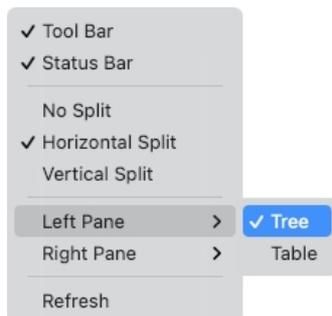 Tool Bar
Status Bar
No Split
Horizontal Split
Vertical Split
Left Pane
Tree
Right Pane
Table
Refresh